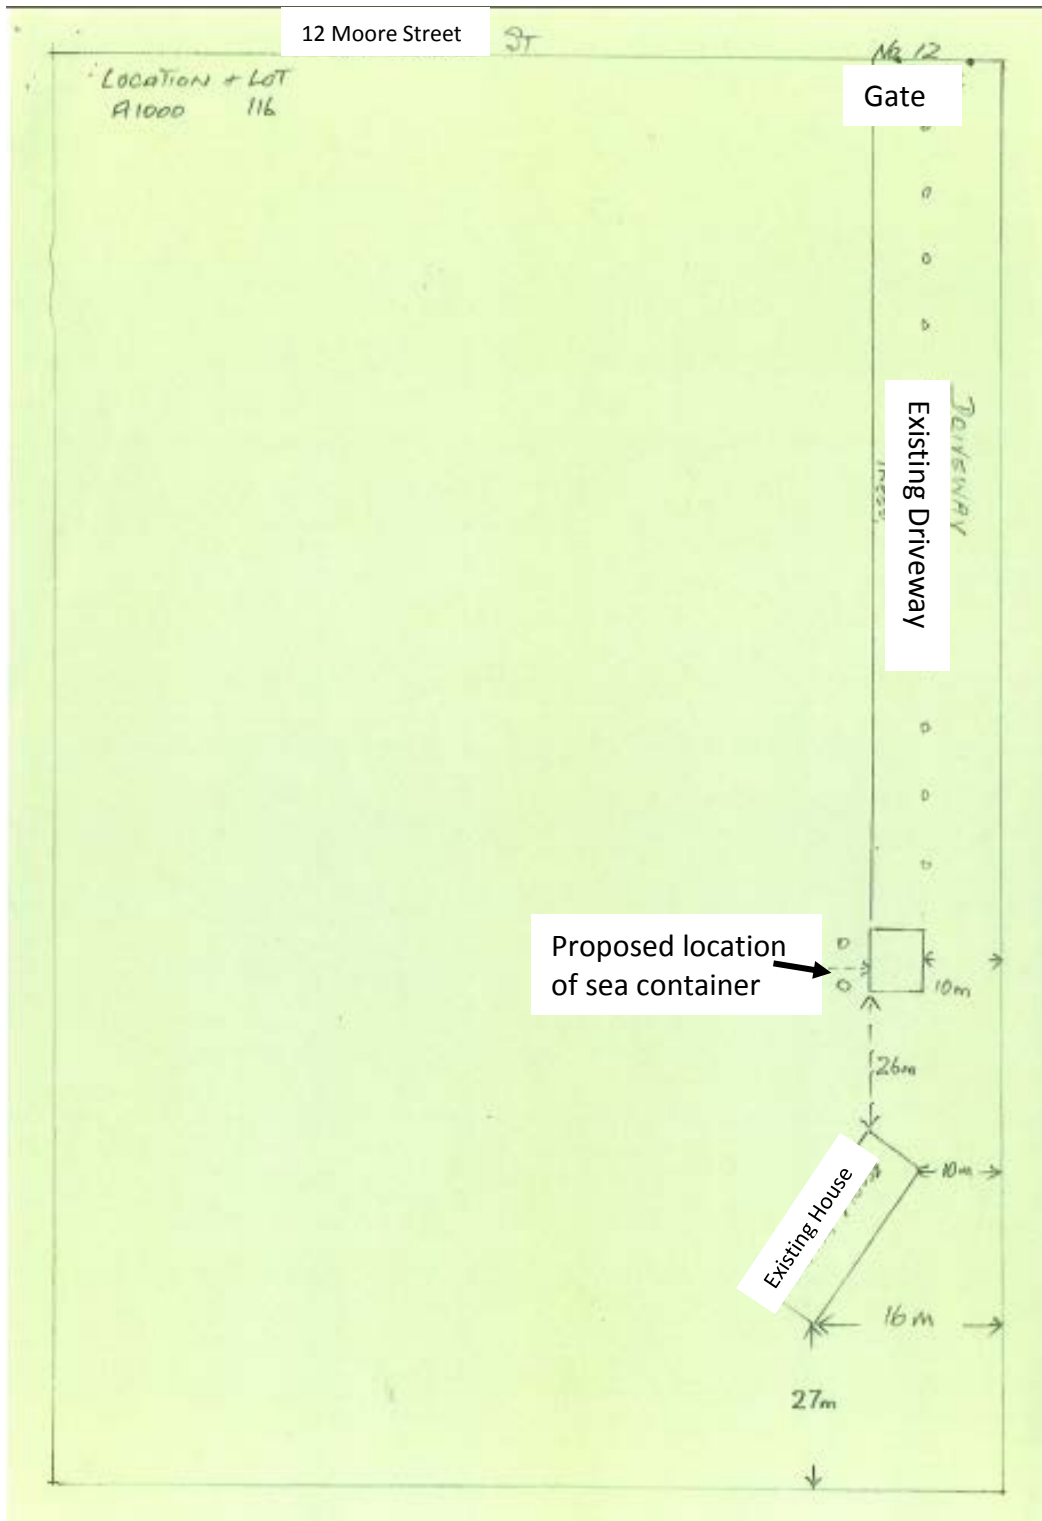 12 Moore Street
ST
No. 12
LOCATION + LOT
A1000 116
Gate
Existing Driveway
DRIVEWAY
Proposed location
of sea container
10m
26m
Existing House
10m
16m
27m